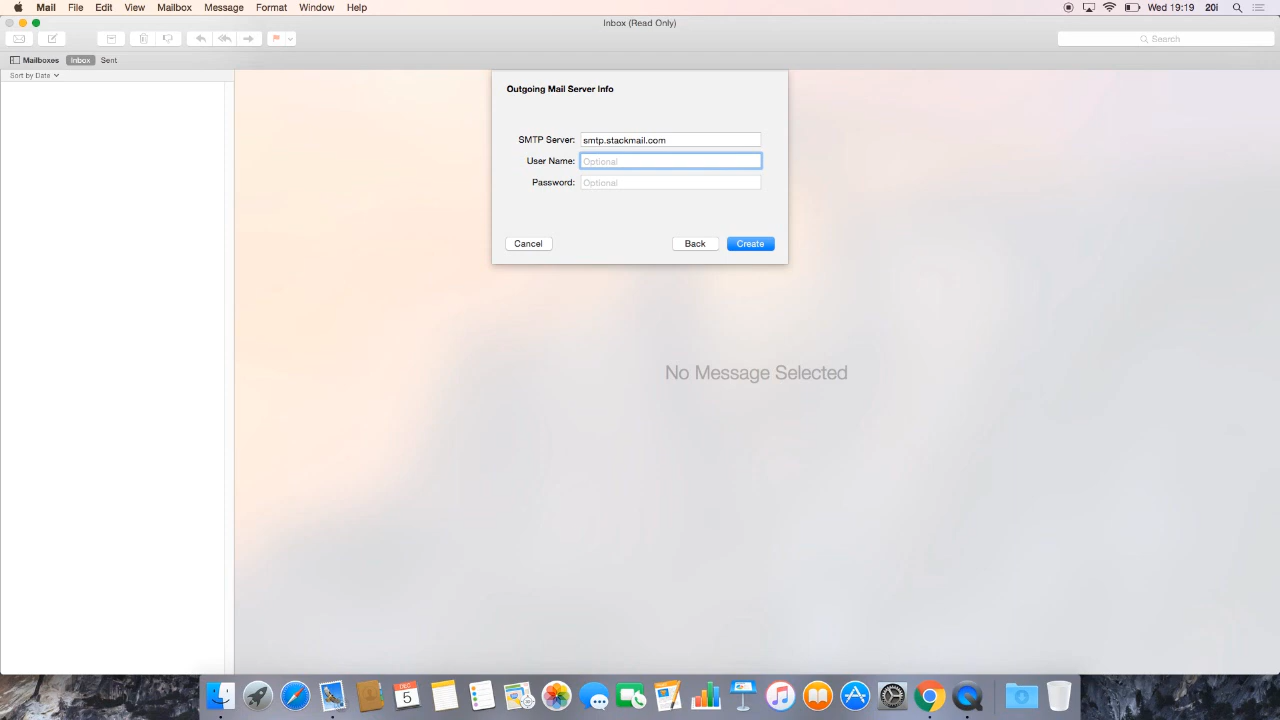 Mail File Edit View Mailbox Message Format Window Help Wed 19:19 20i
Inbox (Read Only)
Search
Mailboxes Inbox Sent
Sort by Date
Outgoing Mail Server Info
SMTP Server: smtp.stackmail.com
User Name: Optional
Password: Optional
Cancel Back Create
No Message Selected
DEC
5